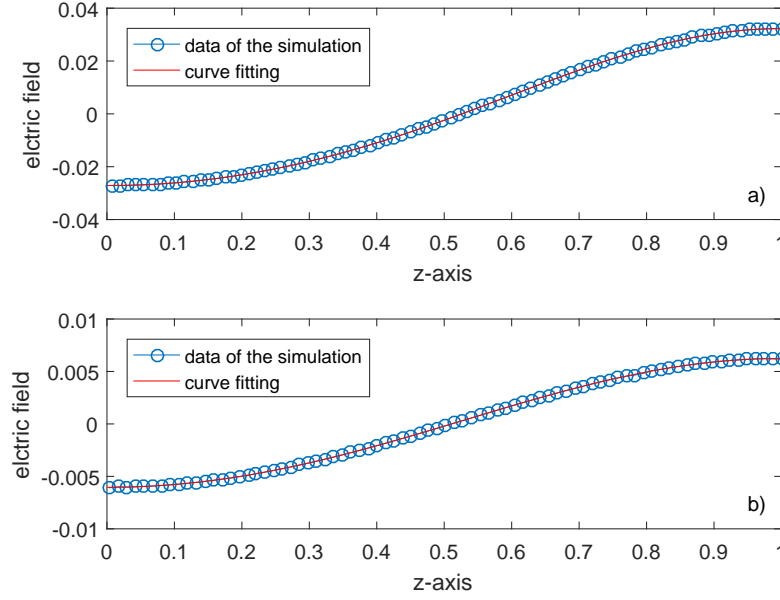 0.04
0.02
0
-0.02
-0.04
elctric field
data of the simulation
curve fitting
a)
0 0.1 0.2 0.3 0.4 0.5 0.6 0.7 0.8 0.9 1
z-axis
0.01
0.005
0
-0.005
-0.01
elctric field
data of the simulation
curve fitting
b)
0 0.1 0.2 0.3 0.4 0.5 0.6 0.7 0.8 0.9 1
z-axis